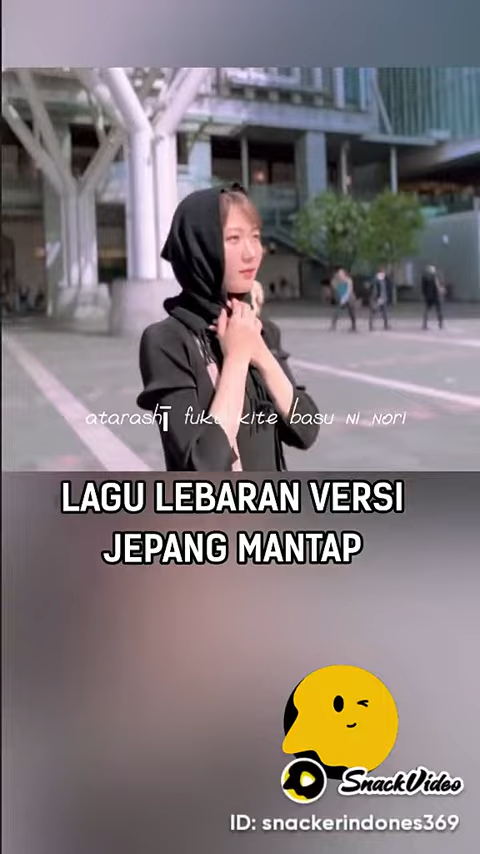 atarashī fuku kite basu ni nori
LAGU LEBARAN VERSI
JEPANG MANTAP
SnackVideo
ID: snackerindones369